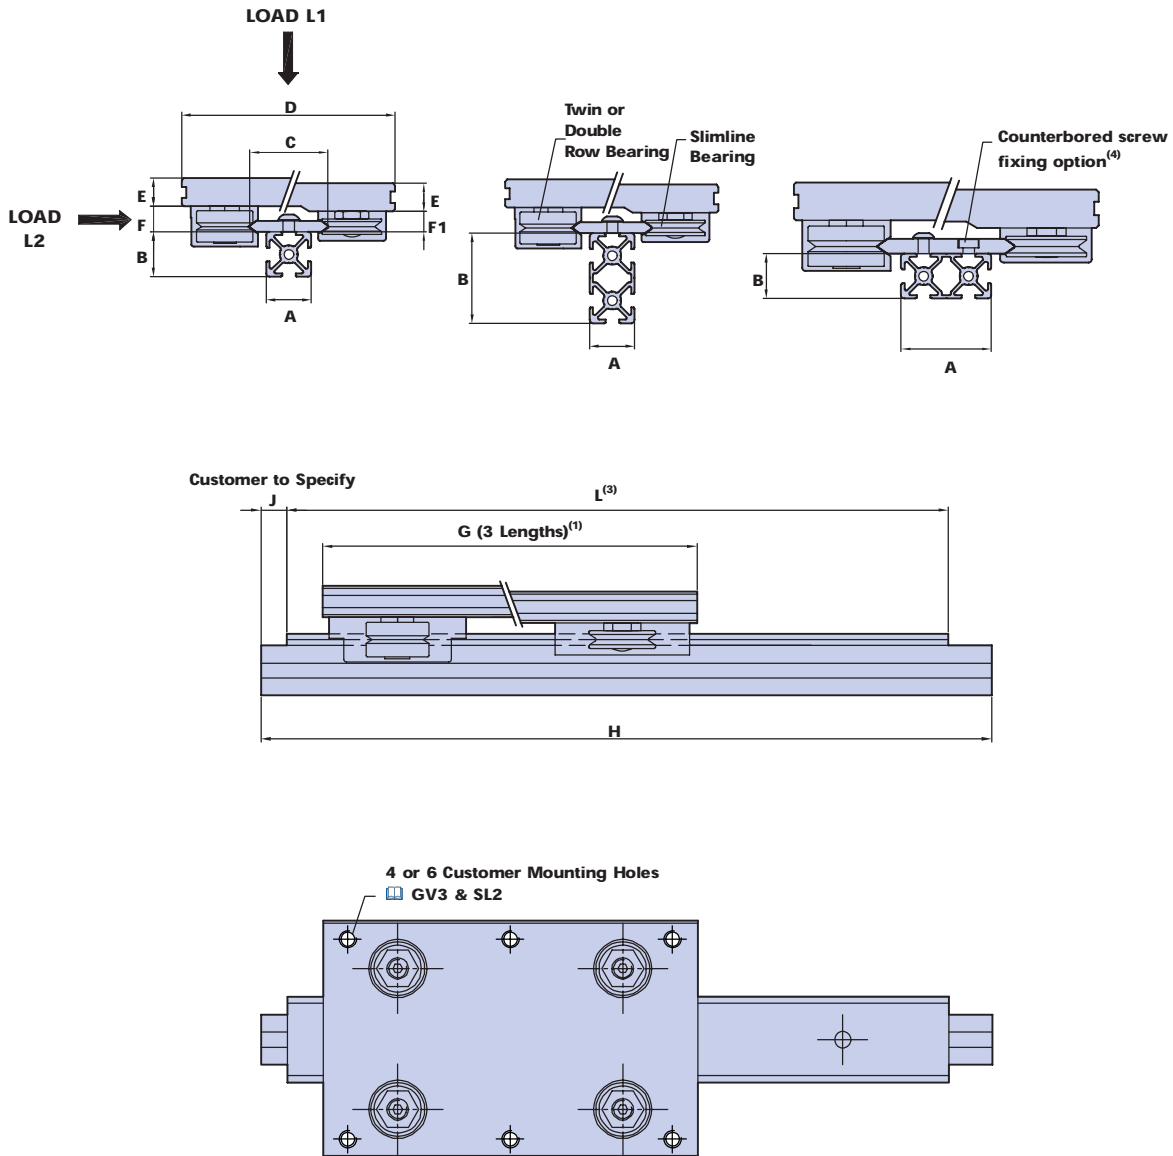 LOAD L1
D
C
E
F
B
A
E
F1
LOAD
L2
Twin or
Double
Row Bearing
Slimline
Bearing
B
A
Counterbored screw
fixing option(4)
B
A
Customer to Specify
J
L(3)
G (3 Lengths)(1)
H
4 or 6 Customer Mounting Holes
GV3 & SL2